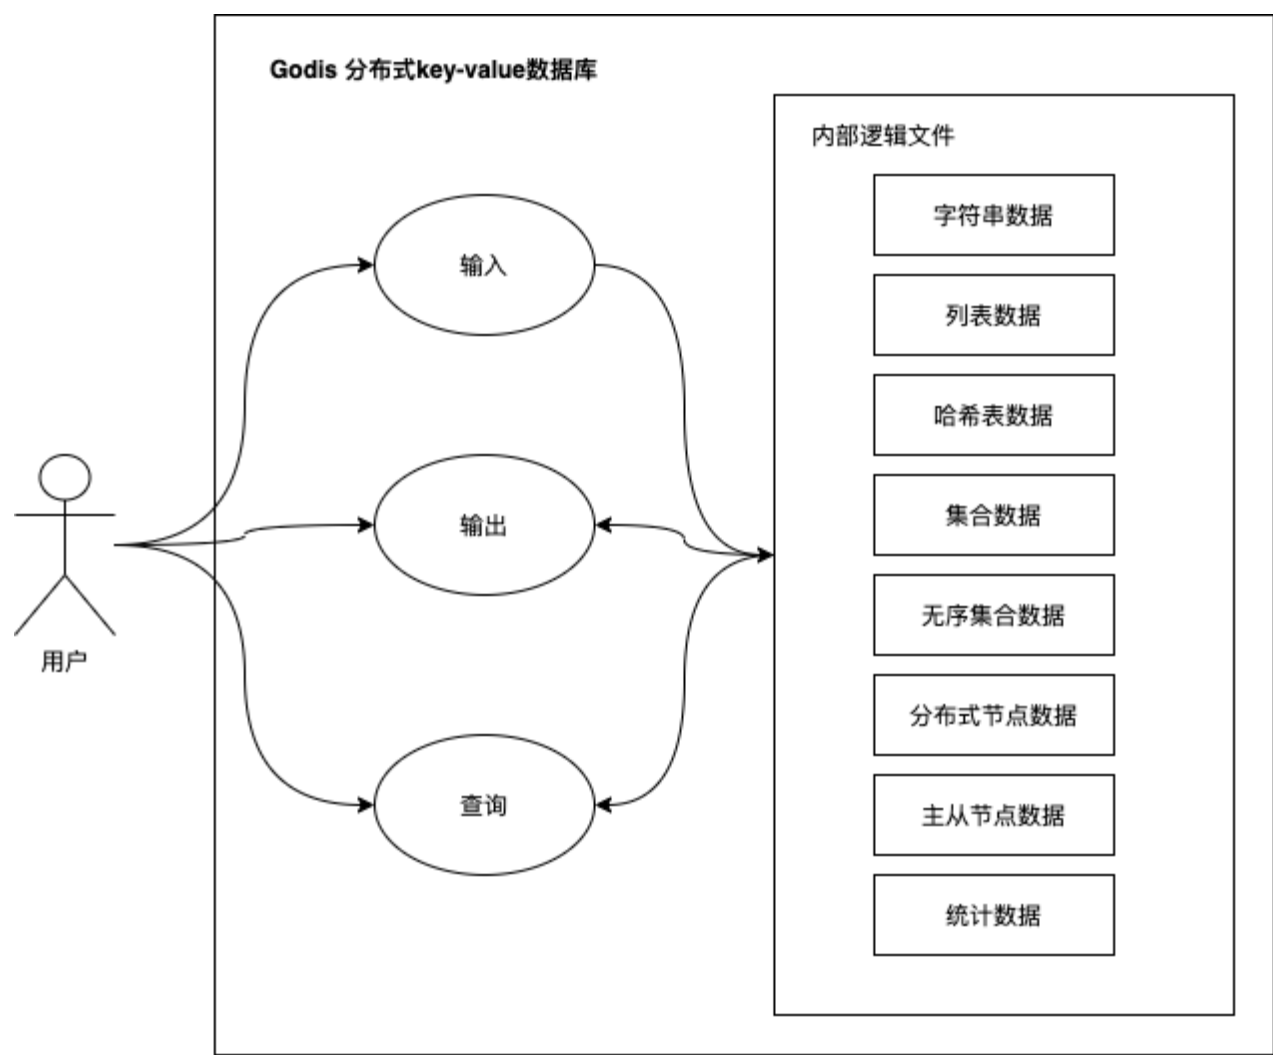 Godis 分布式key-value数据库
内部逻辑文件
字符串数据
列表数据
哈希表数据
集合数据
无序集合数据
分布式节点数据
主从节点数据
统计数据
输入
输出
查询
用户